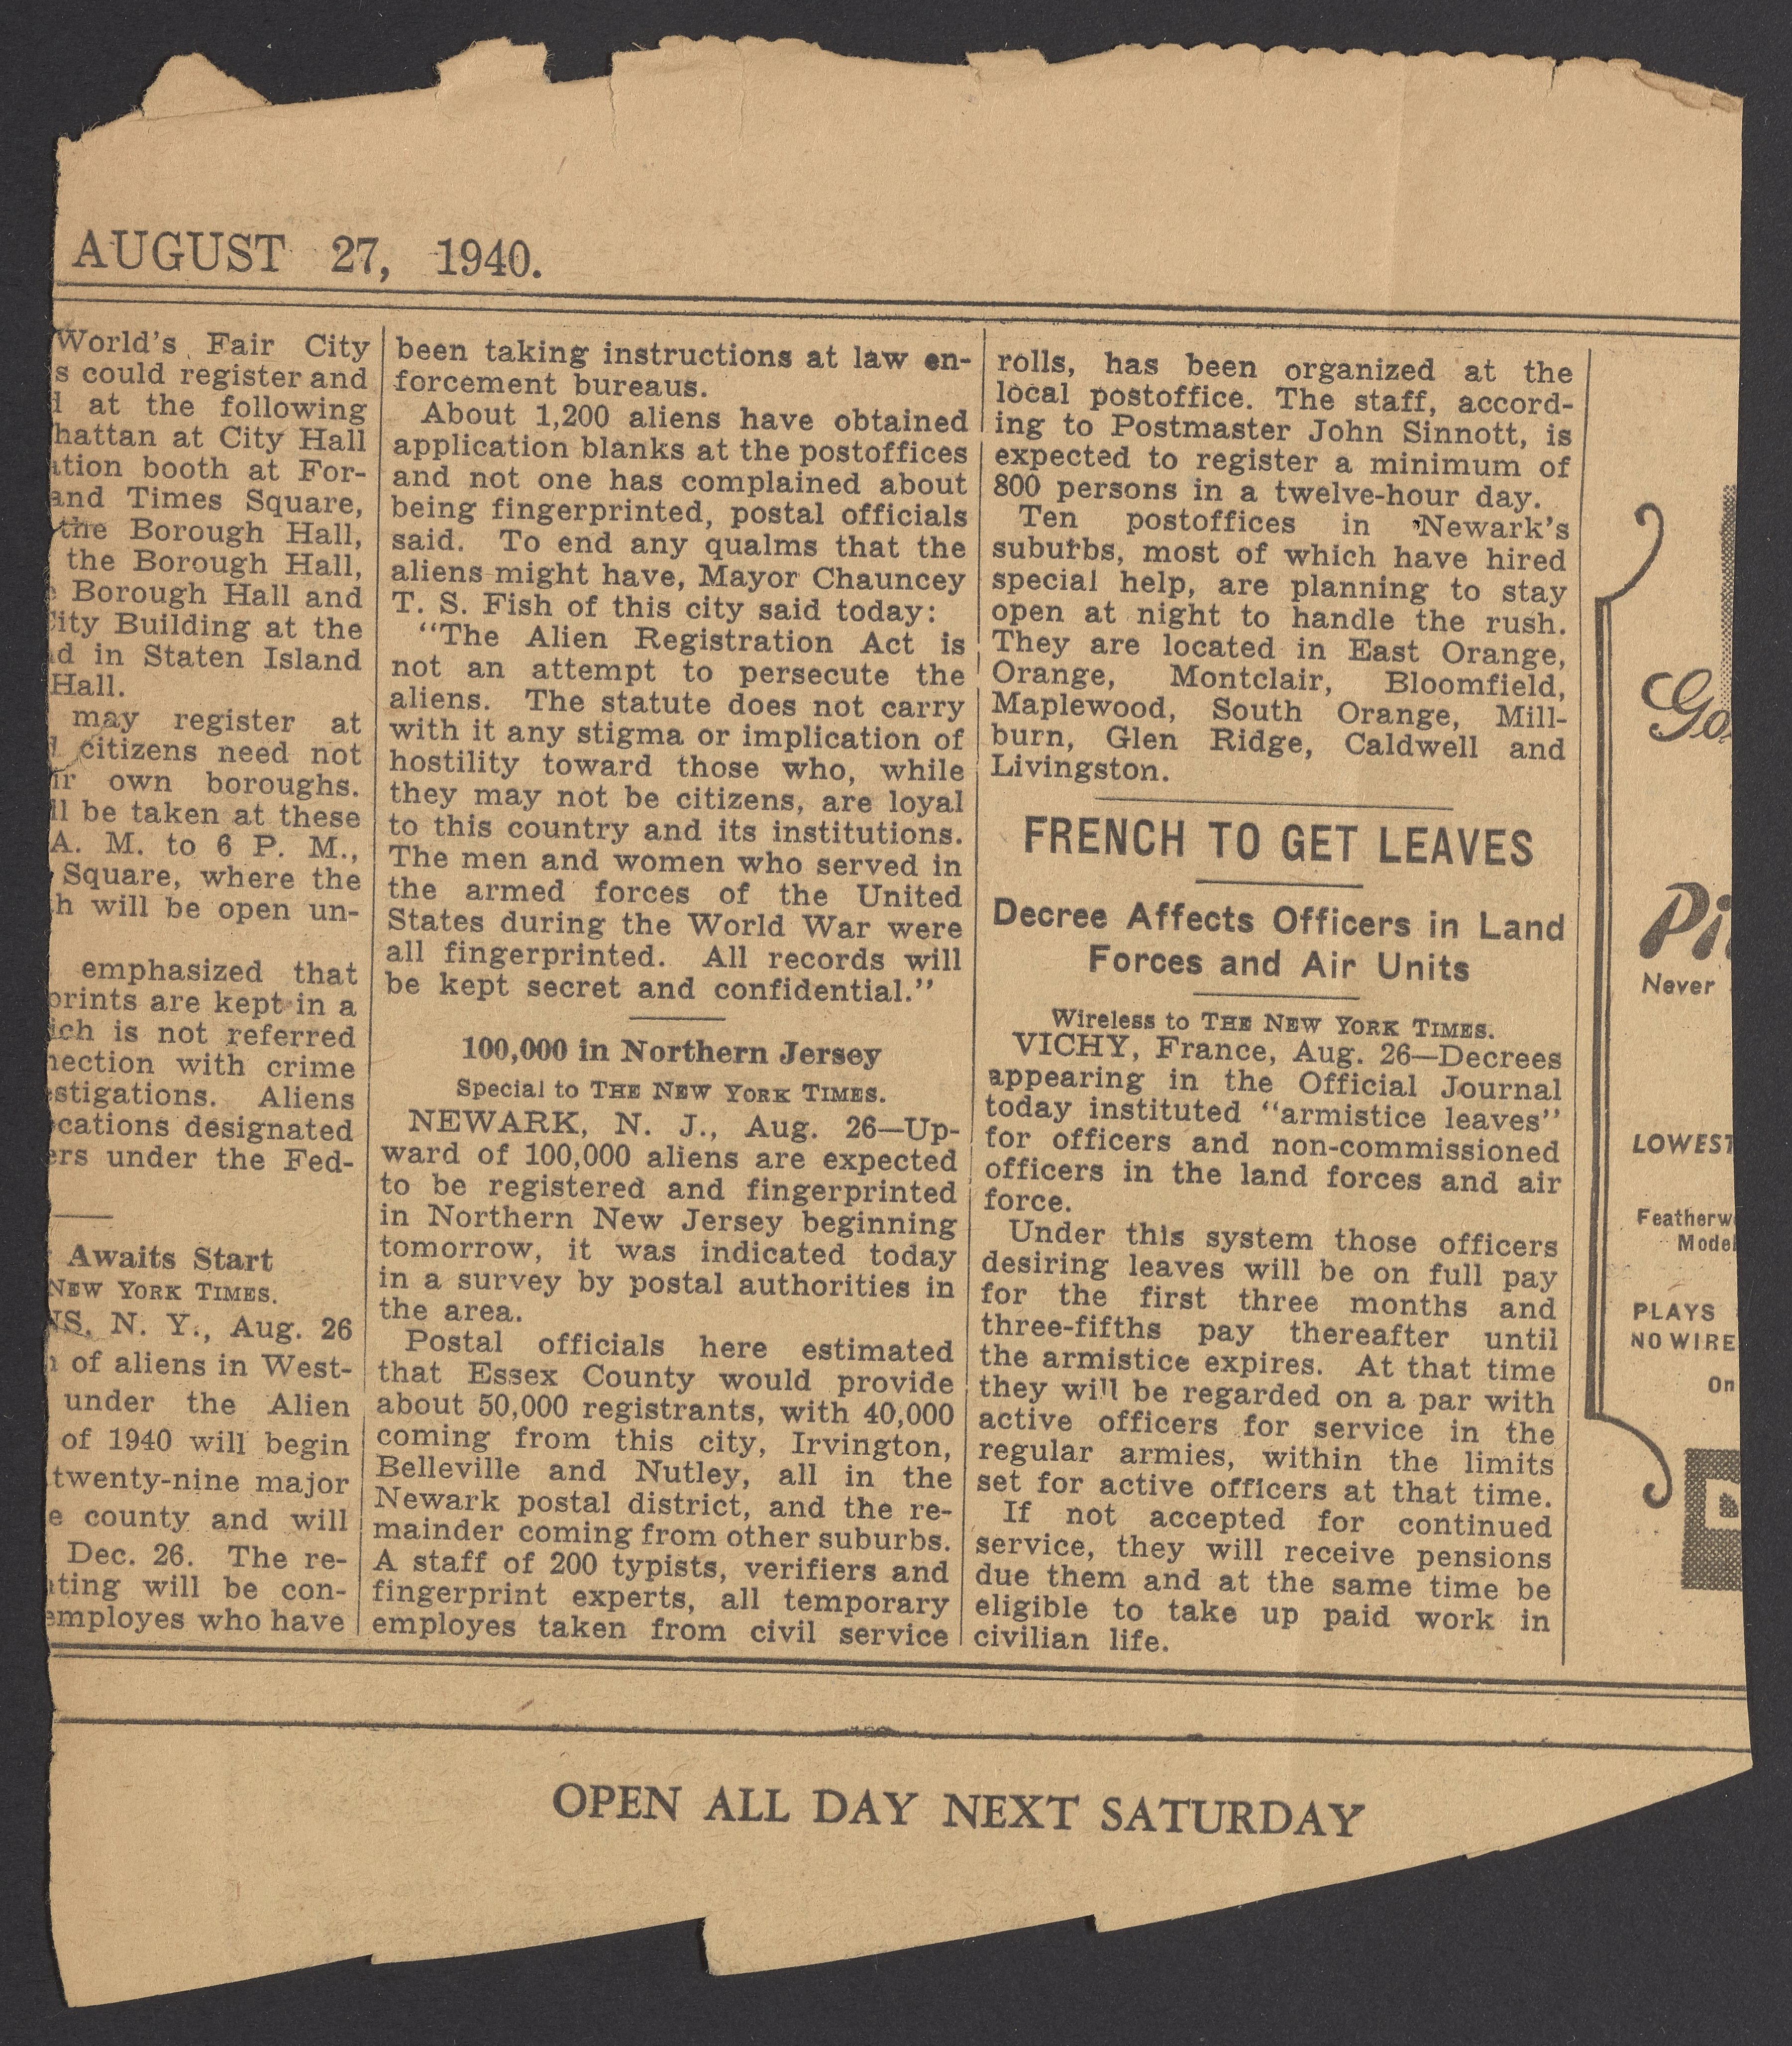 AUGUST 27, 1940.
World's Fair City
s could register and
at the following
hattan at City Hall
tion booth at For-
and Times Square,
the Borough Hall,
the Borough Hall,
Borough Hall and
City Building at the
d in Staten Island
Hall.
may register at
citizens need not
ir own boroughs.
ll be taken at these
A. M. to 6 P. M.,
Square, where the
h will be open un-
emphasized that
prints are kept in a
ich is not referred
nection with crime
estigations. Aliens
ocations designated
ers under the Fed-
Awaits Start
NEW YORK TIMES.
NS, N. Y., Aug. 26
of aliens in West-
under the Alien
of 1940 will begin
twenty-nine major
e county and will
Dec. 26. The re-
ting will be con-
employes who have
been taking instructions at law en-
forcement bureaus.
About 1,200 aliens have obtained
application blanks at the postoffices
and not one has complained about
being fingerprinted, postal officials
said. To end any qualms that the
aliens might have, Mayor Chauncey
T. S. Fish of this city said today:
"The Alien Registration Act is
not an attempt to persecute the
aliens. The statute does not carry
with it any stigma or implication of
hostility toward those who, while
they may not be citizens, are loyal
to this country and its institutions.
The men and women who served in
the armed forces of the United
States during the World War were
all fingerprinted. All records will
be kept secret and confidential."
100,000 in Northern Jersey
Special to THE NEW YORK TIMES.
NEWARK, N. J., Aug. 26—Up-
ward of 100,000 aliens are expected
to be registered and fingerprinted
in Northern New Jersey beginning
tomorrow, it was indicated today
in a survey by postal authorities in
the area.
Postal officials here estimated
that Essex County would provide
about 50,000 registrants, with 40,000
coming from this city, Irvington,
Belleville and Nutley, all in the
Newark postal district, and the re-
mainder coming from other suburbs.
A staff of 200 typists, verifiers and
fingerprint experts, all temporary
employes taken from civil service
rolls, has been organized at the
local postoffice. The staff, accord-
ing to Postmaster John Sinnott, is
expected to register a minimum of
800 persons in a twelve-hour day.
Ten postoffices in Newark's
suburbs, most of which have hired
special help, are planning to stay
open at night to handle the rush.
They are located in East Orange,
Orange, Montclair, Bloomfield,
Maplewood, South Orange, Mill-
burn, Glen Ridge, Caldwell and
Livingston.
FRENCH TO GET LEAVES
Decree Affects Officers in Land
Forces and Air Units
Wireless to THE NEW YORK TIMES.
VICHY, France, Aug. 26—Decrees
appearing in the Official Journal
today instituted "armistice leaves"
for officers and non-commissioned
officers in the land forces and air
force.
Under this system those officers
desiring leaves will be on full pay
for the first three months and
three-fifths pay thereafter until
the armistice expires. At that time
they will be regarded on a par with
active officers for service in the
regular armies, within the limits
set for active officers at that time.
If not accepted for continued
service, they will receive pensions
due them and at the same time be
eligible to take up paid work in
civilian life.
Go
Pi
Never
LOWEST
Featherw
Model
PLAYS
NO WIRE
On
OPEN ALL DAY NEXT SATURDAY